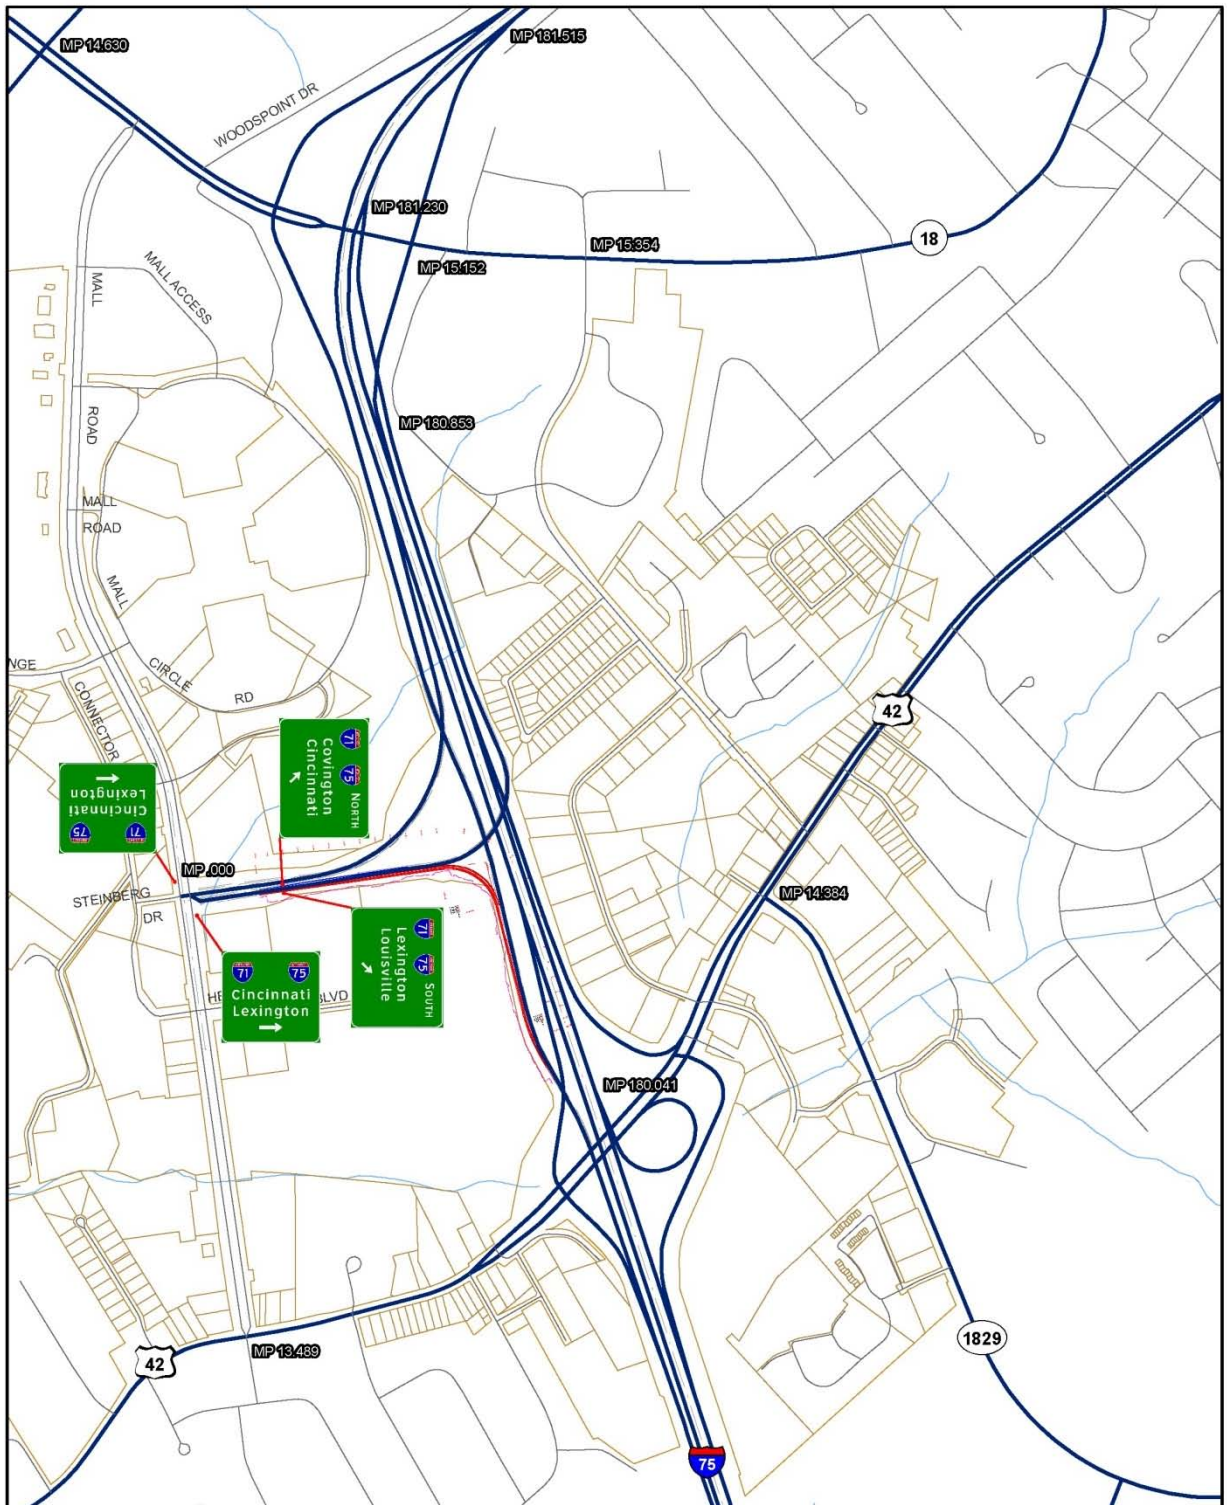 MP 14.630
MP 181.515
WOODSPOINT DR
MP 181.230
18
MP 15.354
MP 15.152
MALL
MALL ACCESS
ROAD
MP 180.853
MALL
ROAD
MALL
CIRCLE
RD
NGE
CONNECTOR
42
71 75 NORTH
Covington
Cincinnati
71 75
Cincinnati
Lexington
MP .000
STEINBERG
DR
MP 14.384
71 75 SOUTH
Lexington
Louisville
71 75
Cincinnati
Lexington
HE
BLVD
MP 180.041
1829
MP 13.489
42
75